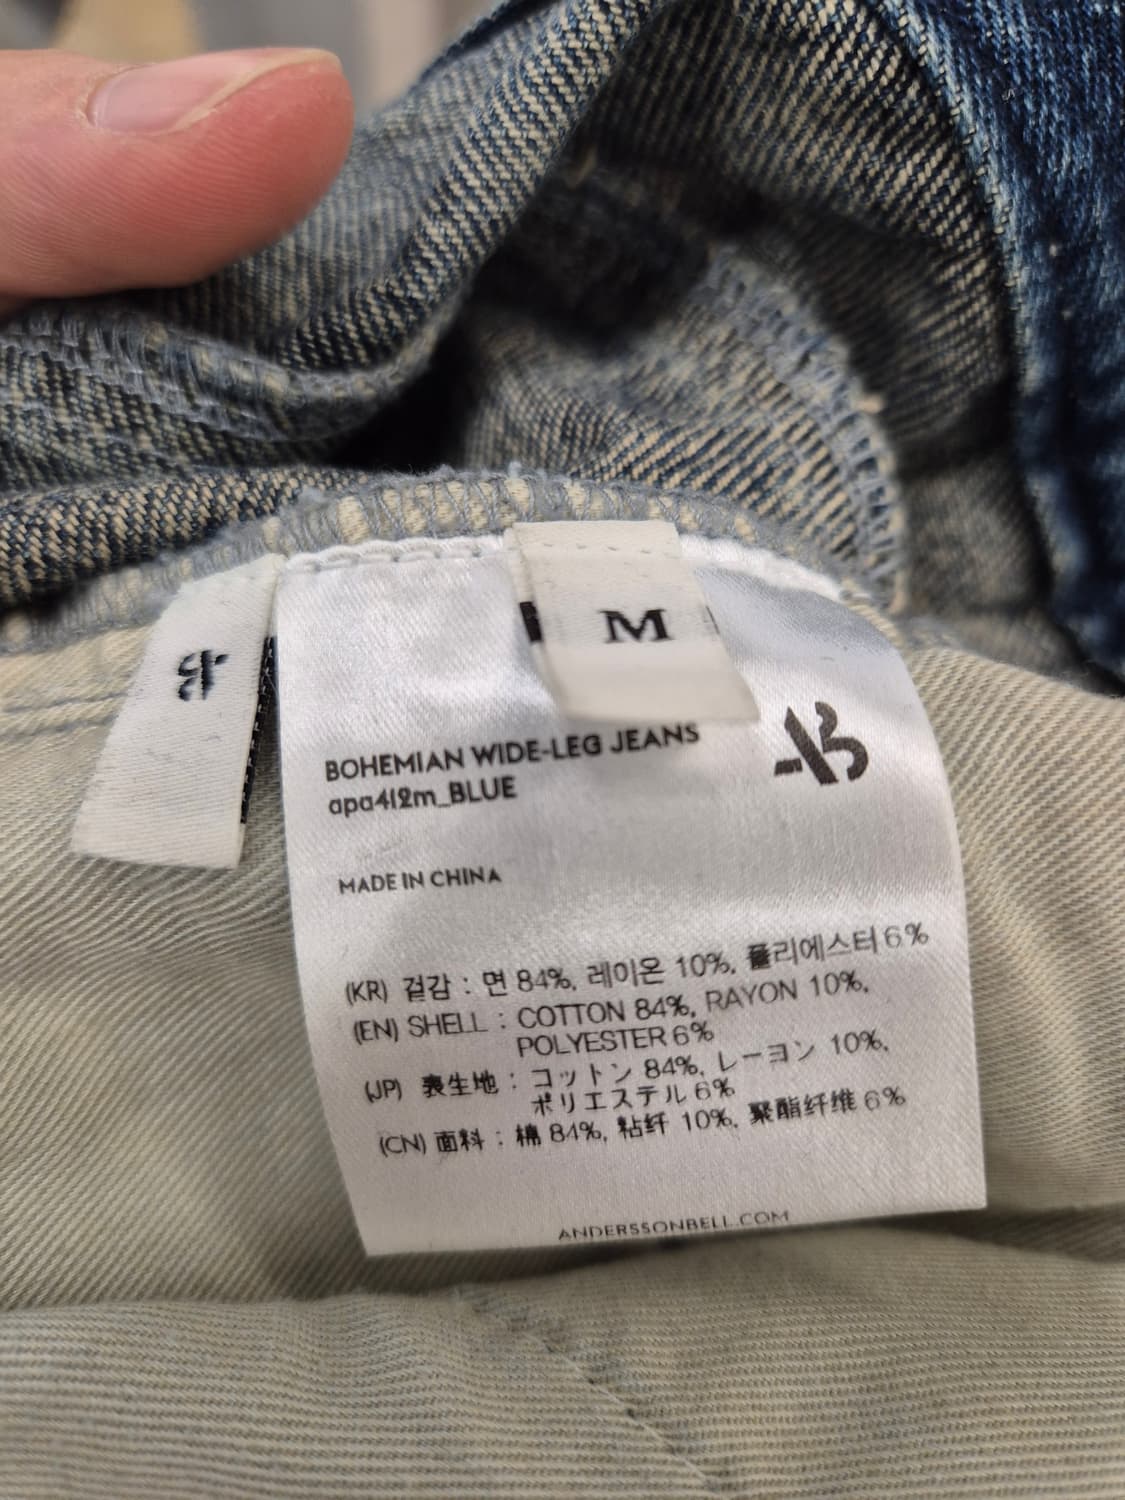 M
AB
BOHEMIAN WIDE-LEG JEANS
apa412m_BLUE
MADE IN CHINA
(KR) 겉감 : 면 84%, 레이온 10%, 폴리에스터 6%
(EN) SHELL : COTTON 84%, RAYON 10%,
POLYESTER 6%
(JP) 表生地 : コットン 84%, レーヨン 10%,
ポリエステル 6%
(CN) 面料 : 棉 84%, 粘纤 10%, 聚酯纤维 6%
ANDERSSONBELL.COM